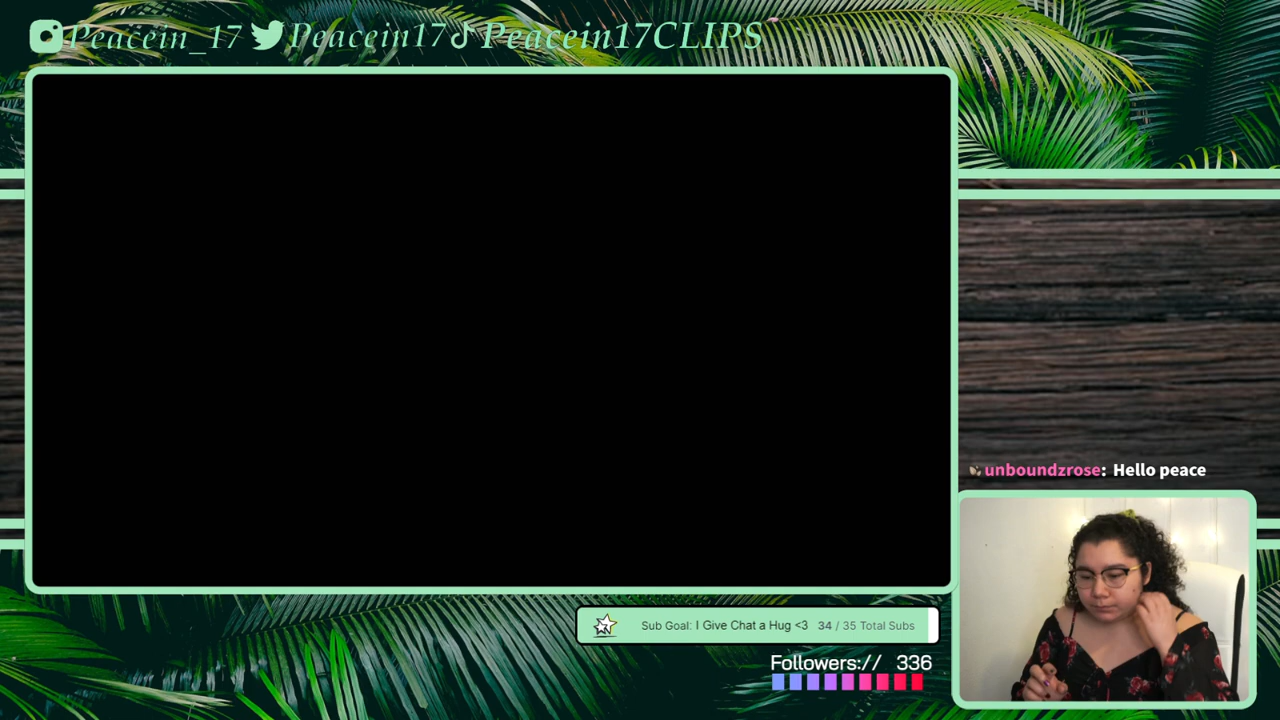 Peacein_17 Peacein17 Peacein17CLIPS
unboundzrose: Hello peace
Sub Goal: I Give Chat a Hug <3 34 / 35 Total Subs
Followers:// 336